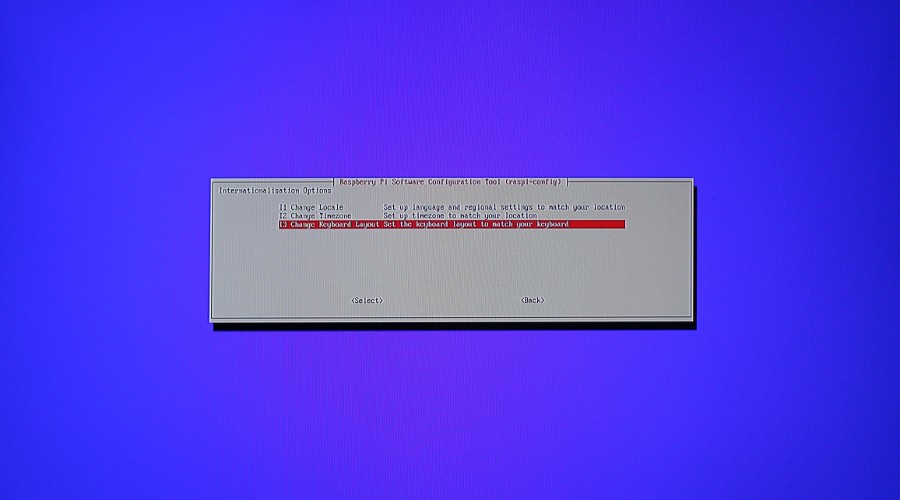 Raspberry Pi Software Configuration Tool (raspi-config)
Internationalisation Options
I1 Change Locale Set up language and regional settings to match your location
I2 Change Timezone Set up timezone to match your location
I3 Change Keyboard Layout Set the keyboard layout to match your keyboard
<Select> <Back>